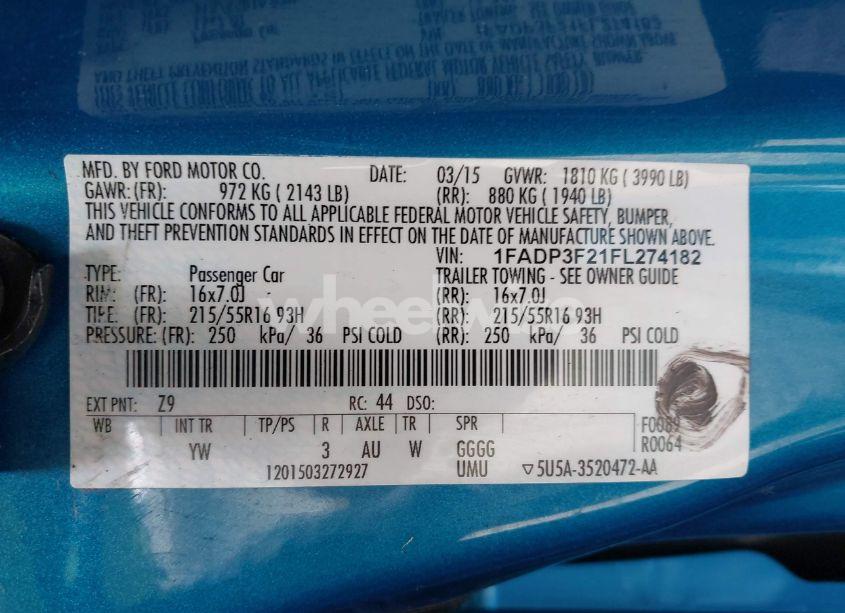 MFD. BY FORD MOTOR CO. DATE: 03/15 GVWR: 1810 KG ( 3990 LB)
GAWR: (FR): 972 KG ( 2143 LB) (RR): 880 KG ( 1940 LB)
THIS VEHICLE CONFORMS TO ALL APPLICABLE FEDERAL MOTOR VEHICLE SAFETY, BUMPER,
AND THEFT PREVENTION STANDARDS IN EFFECT ON THE DATE OF MANUFACTURE SHOWN ABOVE.
VIN: 1FADP3F21FL274182
TYPE: Passenger Car TRAILER TOWING - SEE OWNER GUIDE
RIM: (FR): 16x7.0J (RR): 16x7.0J
TIRE: (FR): 215/55R16 93H (RR): 215/55R16 93H
PRESSURE: (FR): 250 kPa/ 36 PSI COLD (RR): 250 kPa/ 36 PSI COLD
EXT PNT: Z9 RC: 44 DSO:
WB INT TR TP/PS R AXLE TR SPR F0089
YW 3 AU W GGGG R0064
1201503272927 UMU ▽5U5A-3520472-AA